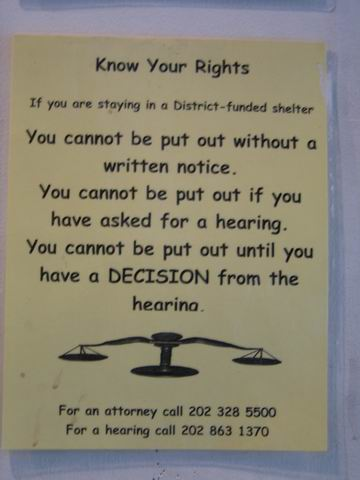 Know Your Rights
If you are staying in a District-funded shelter
You cannot be put out without a
written notice.
You cannot be put out if you
have asked for a hearing.
You cannot be put out until you
have a DECISION from the
hearing.
For an attorney call 202 328 5500
For a hearing call 202 863 1370